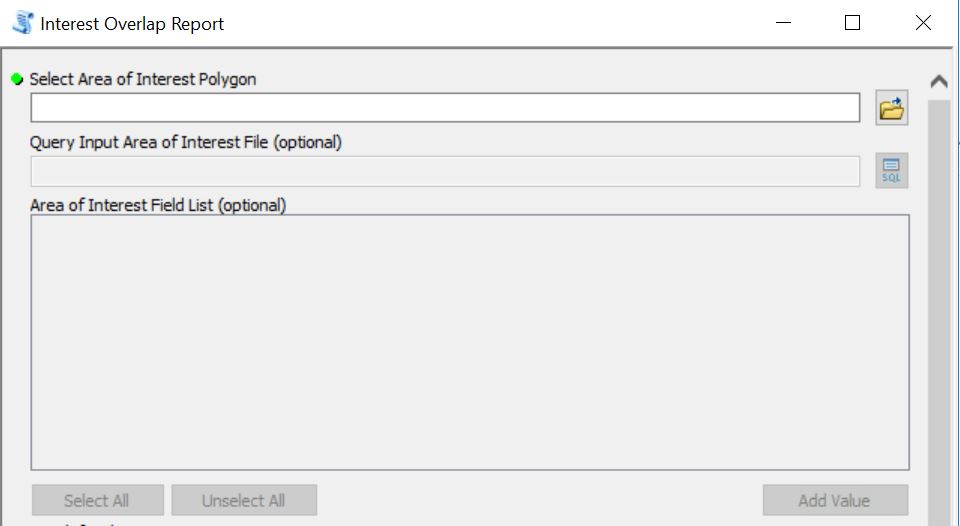 Interest Overlap Report
Select Area of Interest Polygon
Query Input Area of Interest File (optional)
SQL
Area of Interest Field List (optional)
Select All Unselect All Add Value